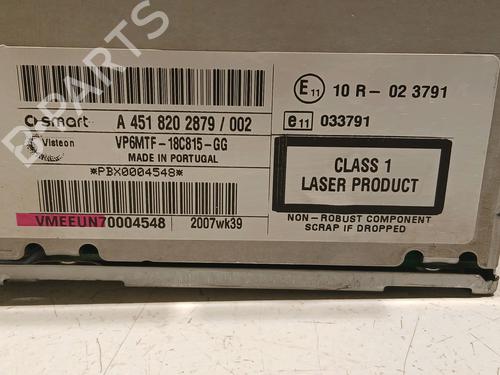 smart A 451 820 2879 / 002
Visteon VP6MTF-18C815-GG
MADE IN PORTUGAL
*PBX0004548*
VMEEUN70004548 2007wk39
E11 10 R - 02 3791
e11 033791
CLASS 1
LASER PRODUCT
NON-ROBUST COMPONENT
SCRAP IF DROPPED
B PARTS